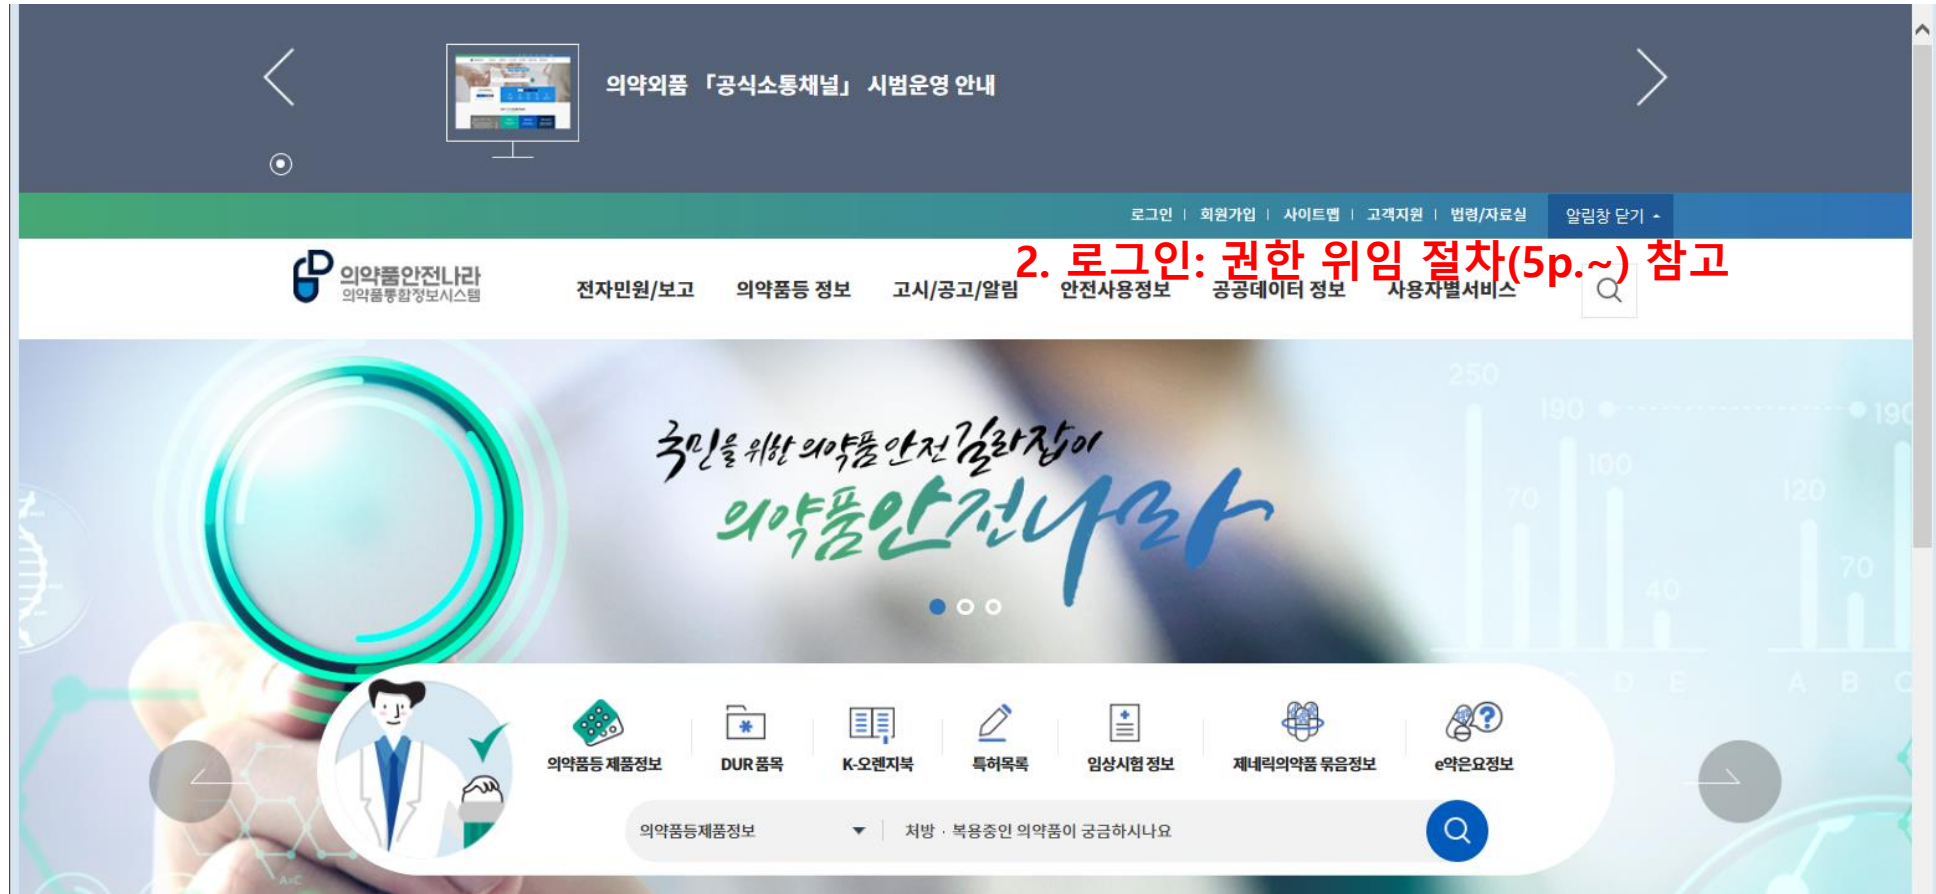 의약외품 「공식소통채널」 시범운영 안내
로그인 | 회원가입 | 사이트맵 | 고객지원 | 법령/자료실 알림창 닫기
2. 로그인: 권한 위임 절차(5p.~) 참고
의약품안전나라
의약품통합정보시스템
전자민원/보고 의약품등 정보 고시/공고/알림 안전사용정보 공공데이터 정보 사용자별서비스
국민을 위한 의약품 안전 길라잡이
의약품안전나라
250
190 190
100
70
120
70
40
D E A B C
의약품등 제품정보 DUR 품목 K-오렌지북 특허목록 임상시험 정보 제네릭의약품 묶음정보 e약은요정보
의약품등제품정보 처방 · 복용중인 의약품이 궁금하시나요